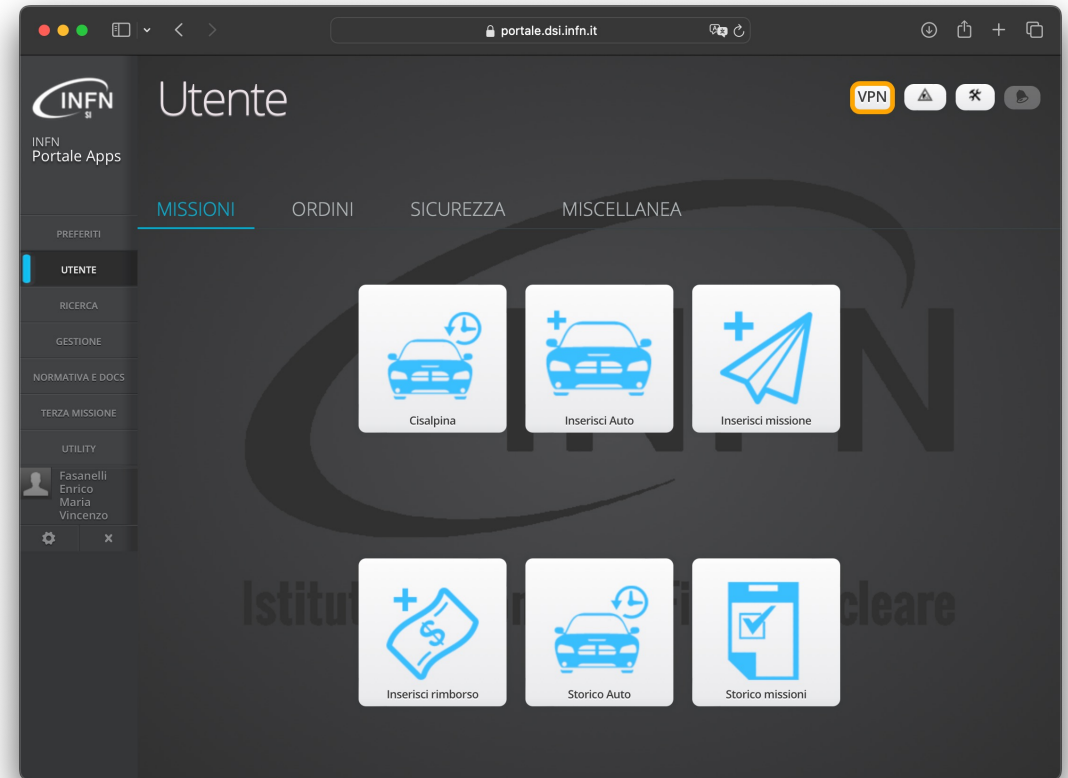 portale.dsi.infn.it
INFN
SI
INFN
Portale Apps
Utente
VPN
MISSIONI ORDINI SICUREZZA MISCELLANEA
PREFERITI
UTENTE
RICERCA
GESTIONE
NORMATIVA E DOCS
TERZA MISSIONE
UTILITY
Fasanelli
Enrico
Maria
Vincenzo
Cisalpina
Inserisci Auto
Inserisci missione
Inserisci rimborso
Storico Auto
Storico missioni
INFN